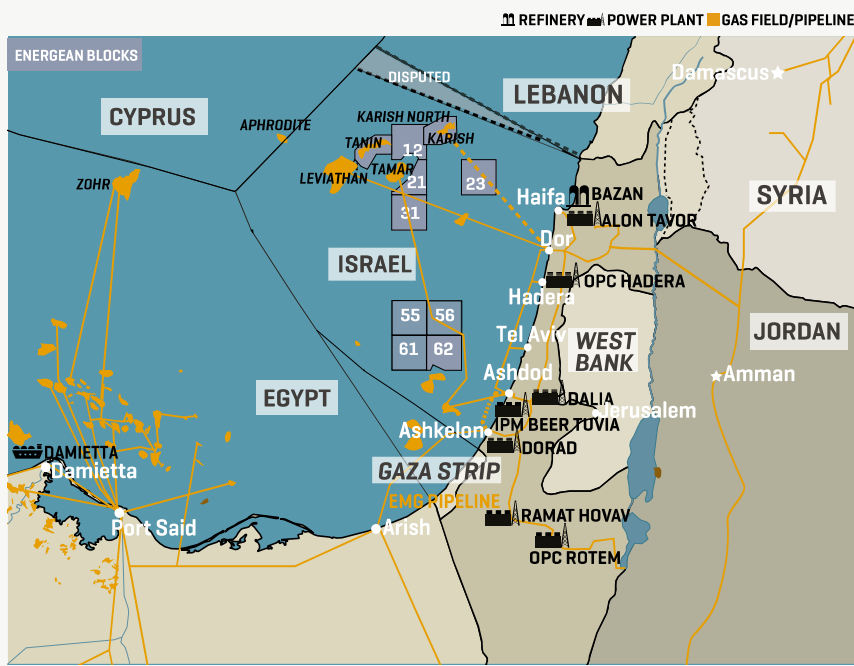 REFINERY POWER PLANT GAS FIELD/PIPELINE
ENERGEAN BLOCKS
DISPUTED
Damascus
LEBANON
CYPRUS
KARISH NORTH
APHRODITE
KARISH
TANIN
12
TAMAR
LEVIATHAN
21
23
ZOHR
SYRIA
BAZAN
Haifa
31
ALON TAVOR
Dor
ISRAEL
OPC HADERA
Hadera
55
56
JORDAN
Tel Aviv
WEST
BANK
61
62
Ashdod
Amman
EGYPT
DALIA
Jerusalem
IPM BEER TUVIA
Ashkelon
DORAD
DAMIETTA
Damietta
GAZA STRIP
EMG PIPELINE
RAMAT HOVAV
Port Said
Arish
OPC ROTEM